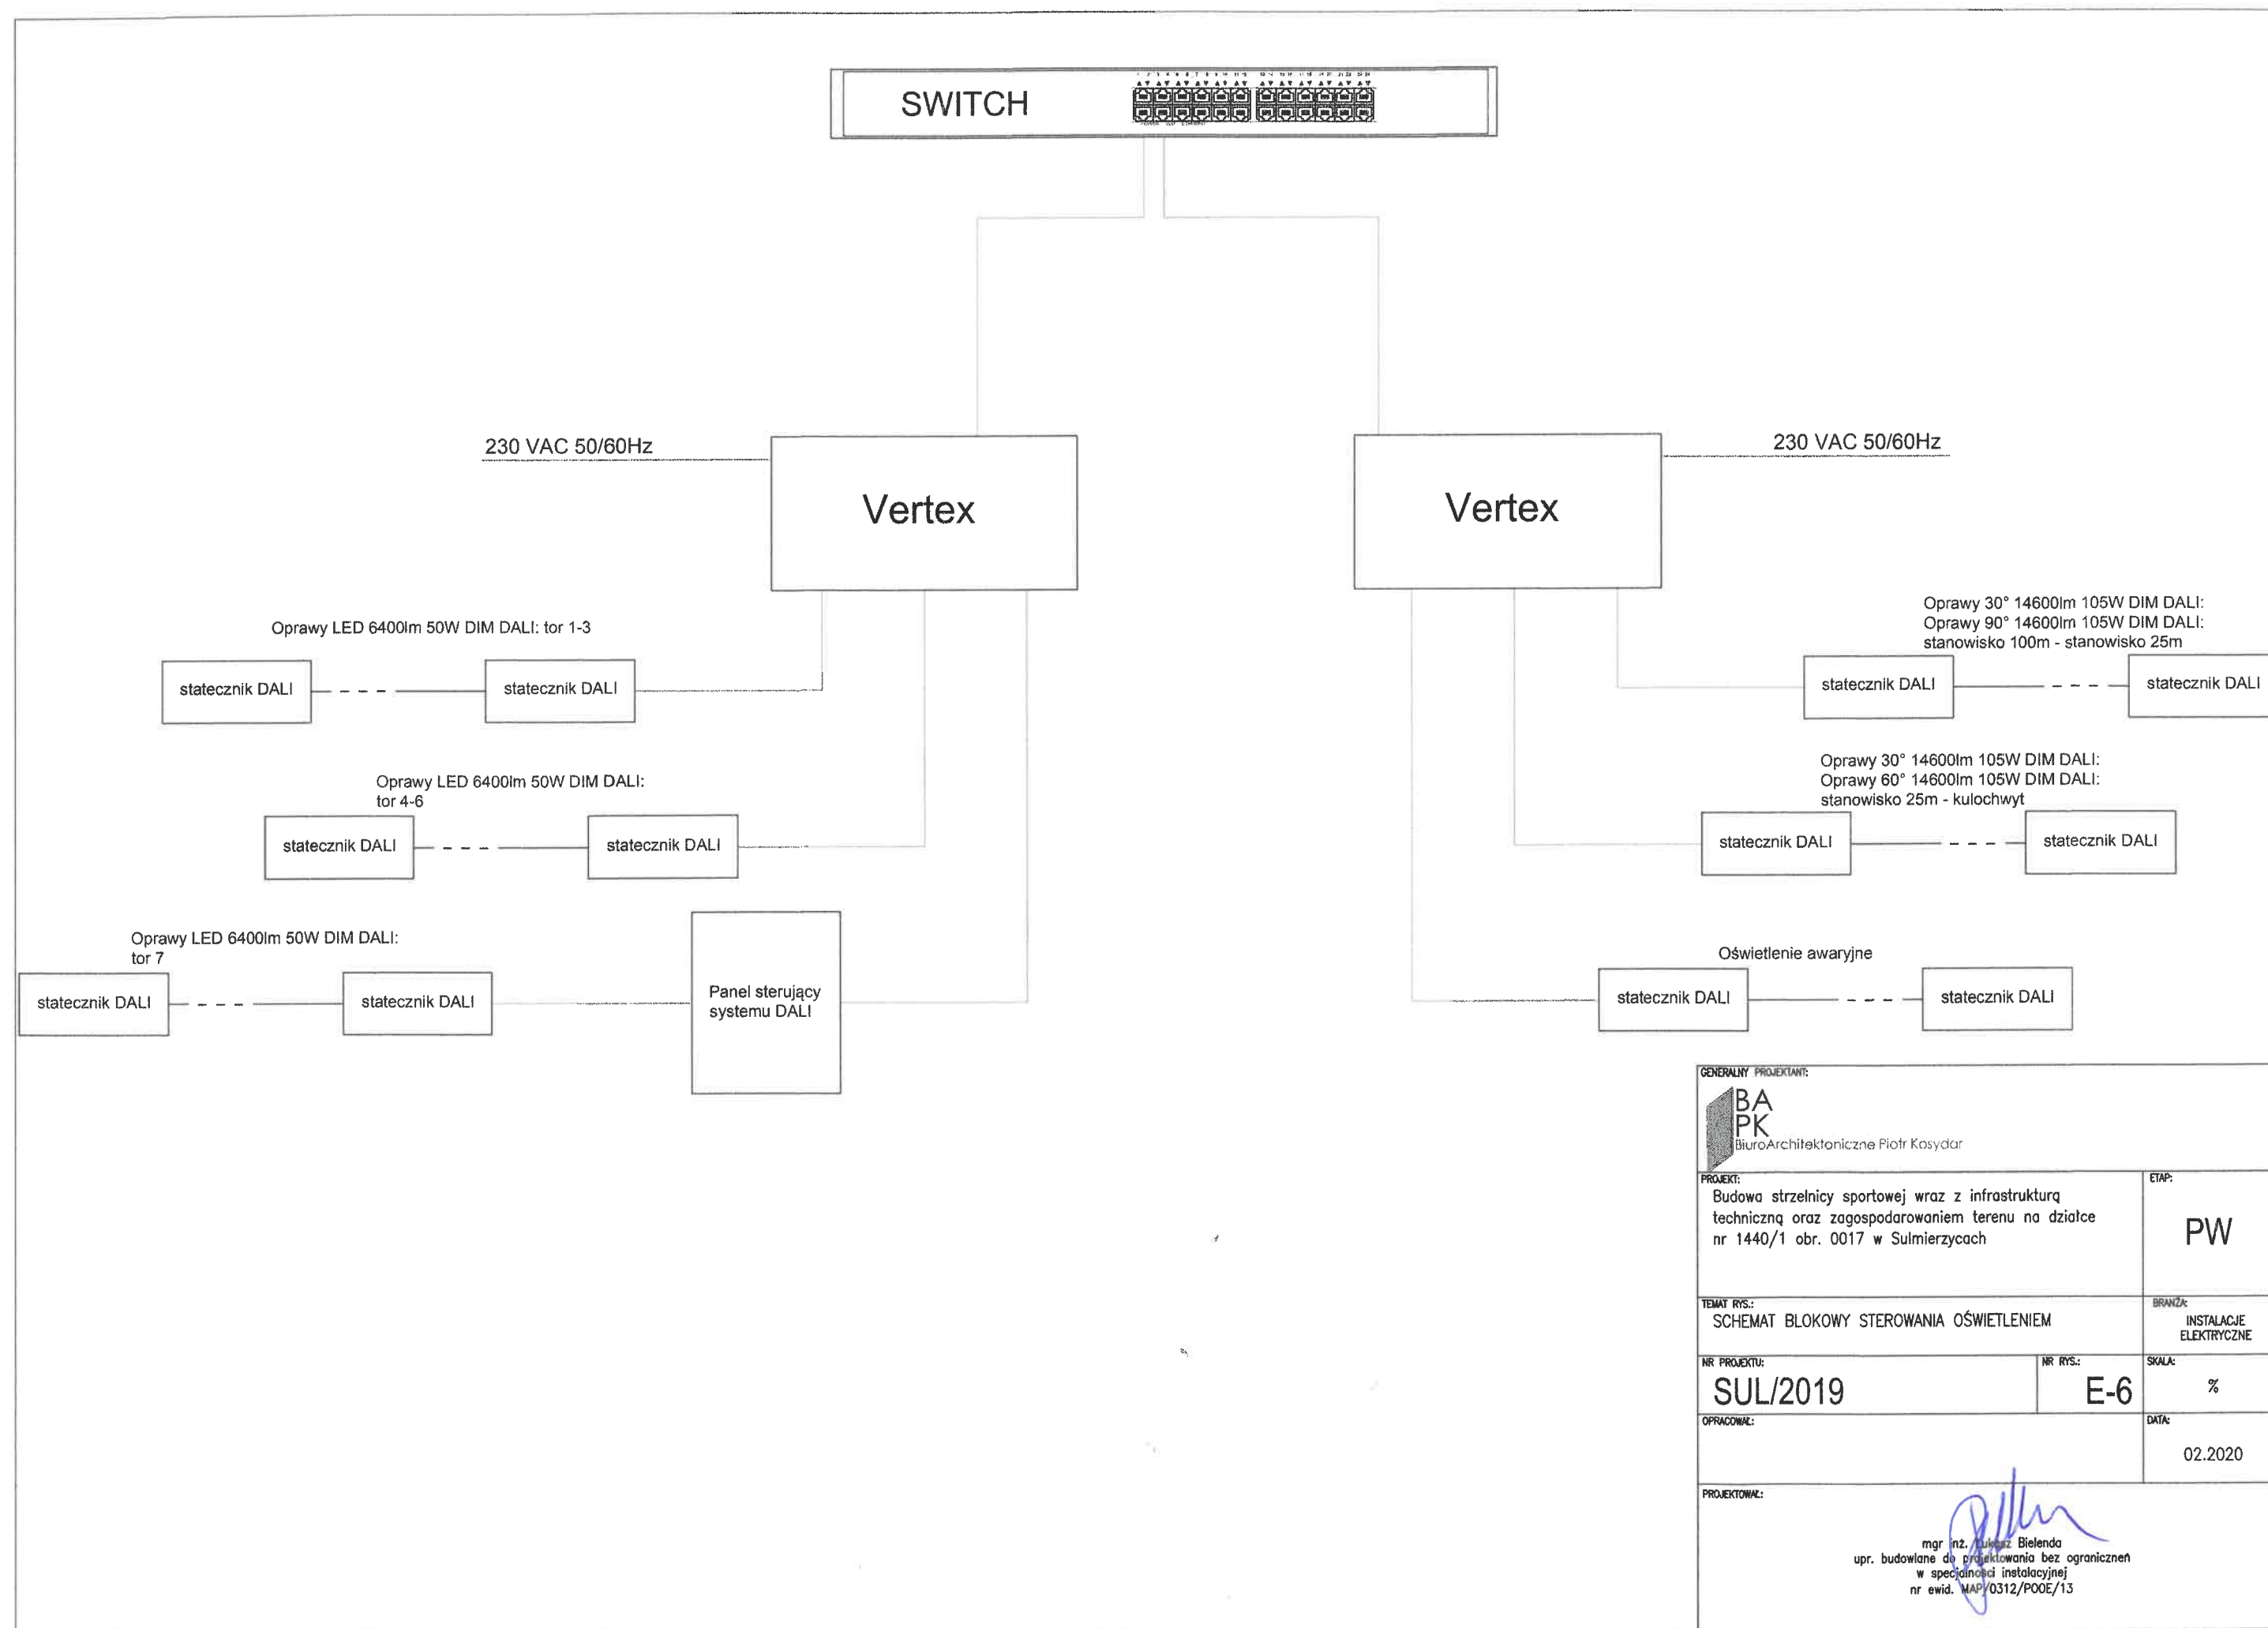 SWITCH
230 VAC 50/60Hz
230 VAC 50/60Hz
Vertex
Vertex
Oprawy LED 6400lm 50W DIM DALI: tor 1-3
statecznik DALI
statecznik DALI
Oprawy LED 6400lm 50W DIM DALI:
tor 4-6
statecznik DALI
statecznik DALI
Oprawy LED 6400lm 50W DIM DALI:
tor 7
statecznik DALI
statecznik DALI
Panel sterujący
systemu DALI
Oprawy 30° 14600lm 105W DIM DALI:
Oprawy 90° 14600lm 105W DIM DALI:
stanowisko 100m - stanowisko 25m
statecznik DALI
statecznik DALI
Oprawy 30° 14600lm 105W DIM DALI:
Oprawy 60° 14600lm 105W DIM DALI:
stanowisko 25m - kulochwyt
statecznik DALI
statecznik DALI
Oświetlenie awaryjne
statecznik DALI
statecznik DALI
GENERALNY PROJEKTANT:
BA
PK
BiuroArchitektoniczne Piotr Kosydar
PROJEKT:
Budowa strzelnicy sportowej wraz z infrastrukturą
techniczną oraz zagospodarowaniem terenu na działce
nr 1440/1 obr. 0017 w Sulmierzycach
ETAP:
PW
TEMAT RYS.:
SCHEMAT BLOKOWY STEROWANIA OŚWIETLENIEM
BRANŻA:
INSTALACJE
ELEKTRYCZNE
NR PROJEKTU:
SUL/2019
NR RYS.:
E-6
SKALA:
%
OPRACOWAŁ:
DATA:
02.2020
PROJEKTOWAŁ:
mgr inż. Łukasz Bielenda
upr. budowlane do projektowania bez ograniczneń
w specjalności instalacyjnej
nr ewid. MAP/0312/POOE/13